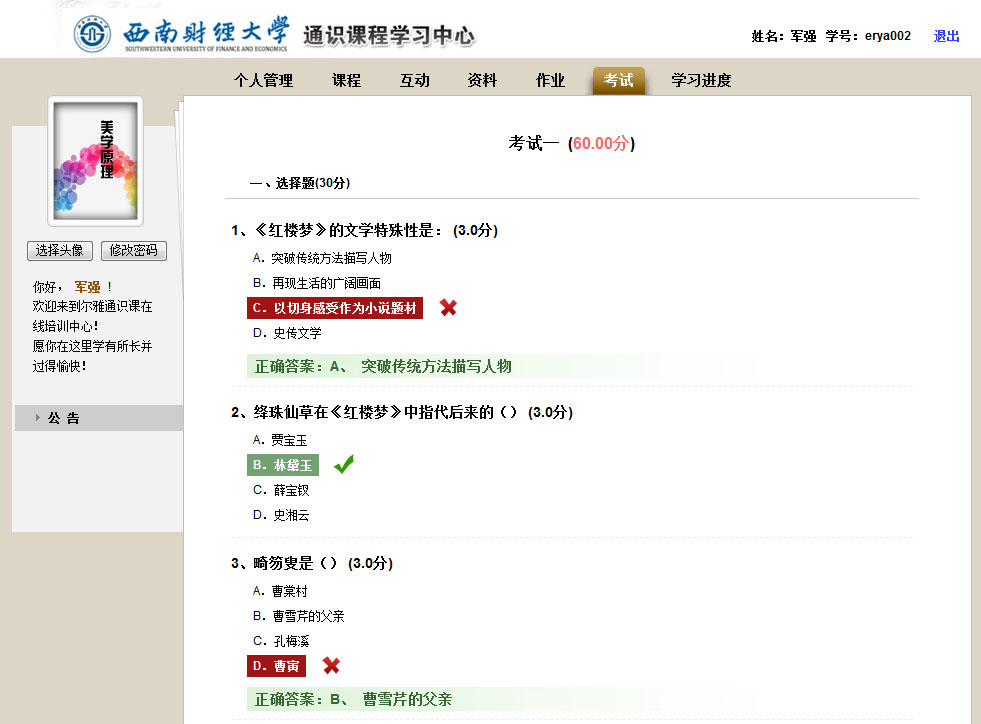 西南财经大学 通识课程学习中心
SOUTHWESTERN UNIVERSITY OF FINANCE AND ECONOMICS
姓名：军强 学号：erya002 退出
个人管理 课程 互动 资料 作业 考试 学习进度
美学原理
选择头像 修改密码
你好， 军强 ！
欢迎来到尔雅通识课在
线培训中心！
愿你在这里学有所长并
过得愉快！
公 告
考试一 (60.00分)
一、选择题(30分)
1、《红楼梦》的文学特殊性是： (3.0分)
A．突破传统方法描写人物
B．再现生活的广阔画面
C．以切身感受作为小说题材
D．史传文学
正确答案：A、 突破传统方法描写人物
2、绛珠仙草在《红楼梦》中指代后来的（） (3.0分)
A．贾宝玉
B．林黛玉
C．薛宝钗
D．史湘云
3、畸笏叟是（） (3.0分)
A．曹棠村
B．曹雪芹的父亲
C．孔梅溪
D．曹寅
正确答案：B、 曹雪芹的父亲